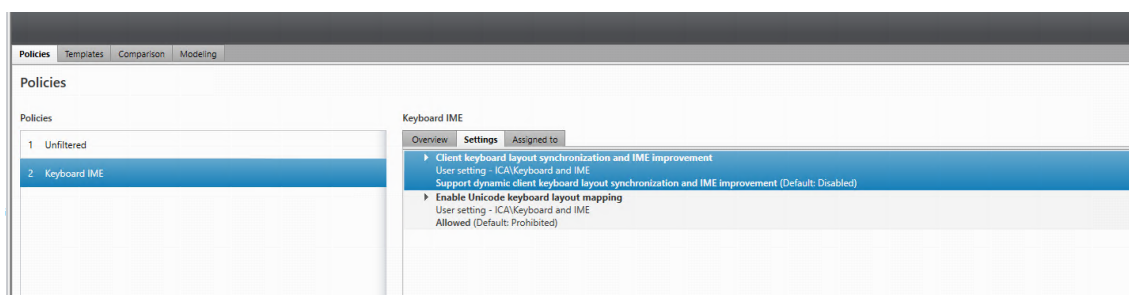 Policies Templates Comparison Modeling
Policies
Policies
1 Unfiltered
2 Keyboard IME
Keyboard IME
Overview Settings Assigned to
Client keyboard layout synchronization and IME improvement
User setting - ICA\Keyboard and IME
Support dynamic client keyboard layout synchronization and IME improvement (Default: Disabled)
Enable Unicode keyboard layout mapping
User setting - ICA\Keyboard and IME
Allowed (Default: Prohibited)